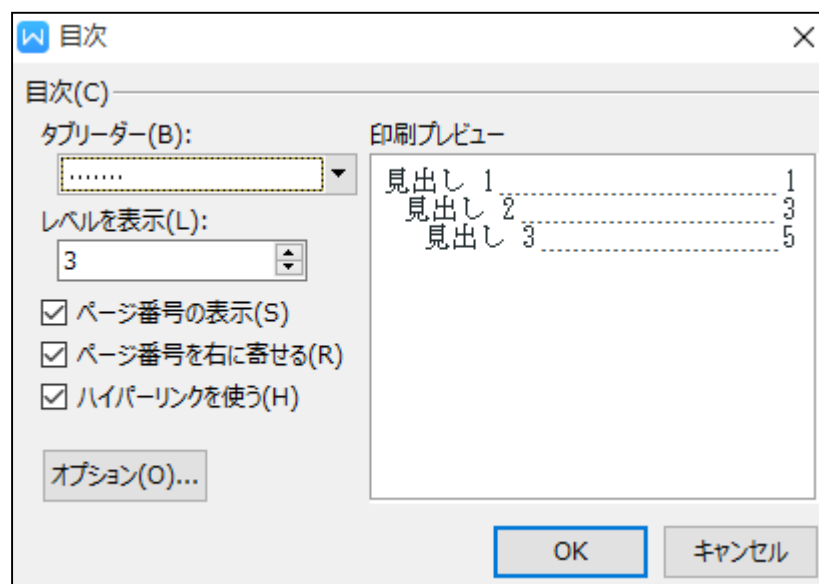 目次
目次(C)
タブリーダー(B):
.......
レベルを表示(L):
3
ページ番号の表示(S)
ページ番号を右に寄せる(R)
ハイパーリンクを使う(H)
オプション(O)...
印刷プレビュー
見出し 1 1
見出し 2 3
見出し 3 5
OK
キャンセル